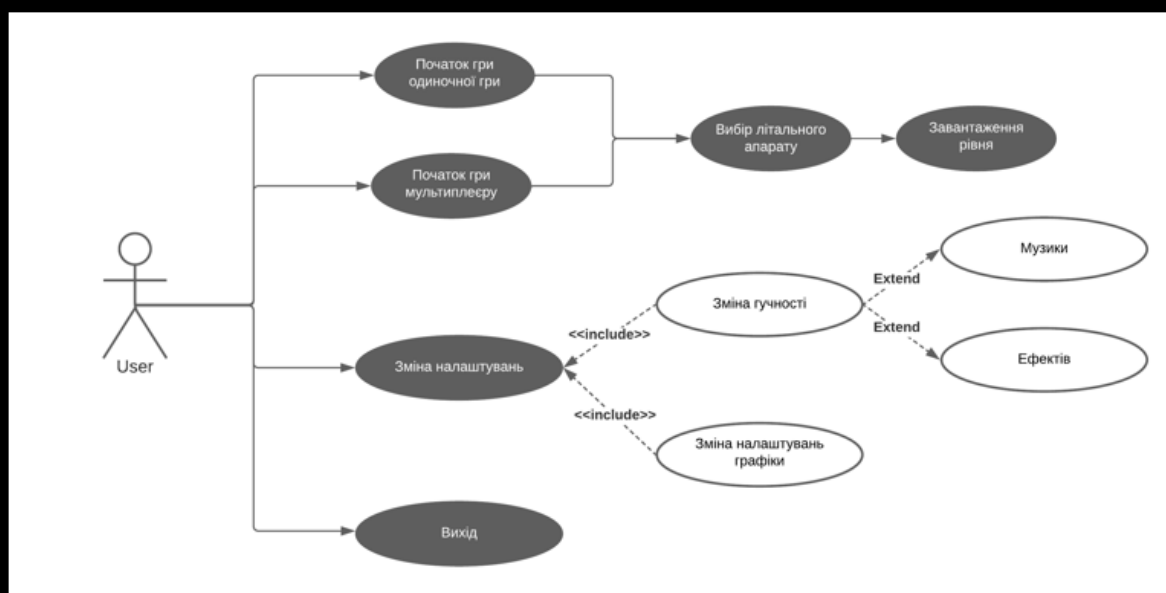 Початок гри
одиночної гри
Вибір літального
апарату
Завантаження
рівня
Початок гри
мультиплеєру
User
Зміна налаштувань
<<include>>
<<include>>
Зміна гучності
Extend
Extend
Музики
Ефектів
Зміна налаштувань
графіки
Вихід